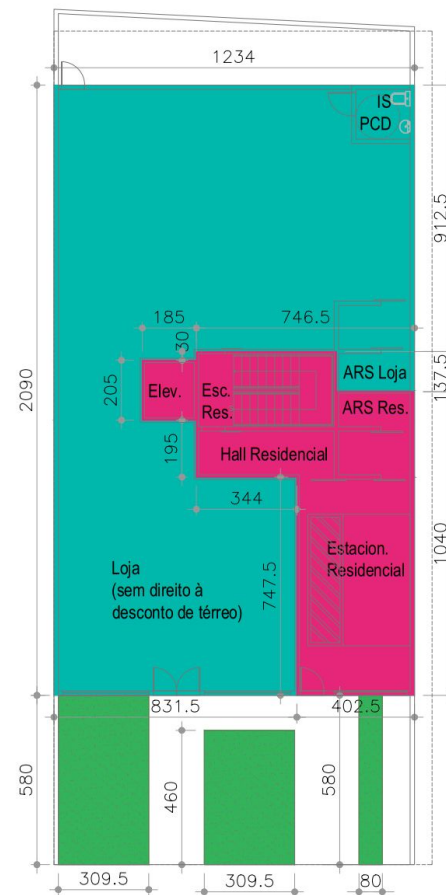 1234
IS
PCD
912.5
185
746.5
30
137.5
ARS Loja
2090
205
Elev.
Esc.
Res.
ARS Res.
195
Hall Residencial
344
747.5
1040
Estacion.
Residencial
Loja
(sem direito à
desconto de térreo)
831.5
402.5
580
460
580
309.5
309.5
80